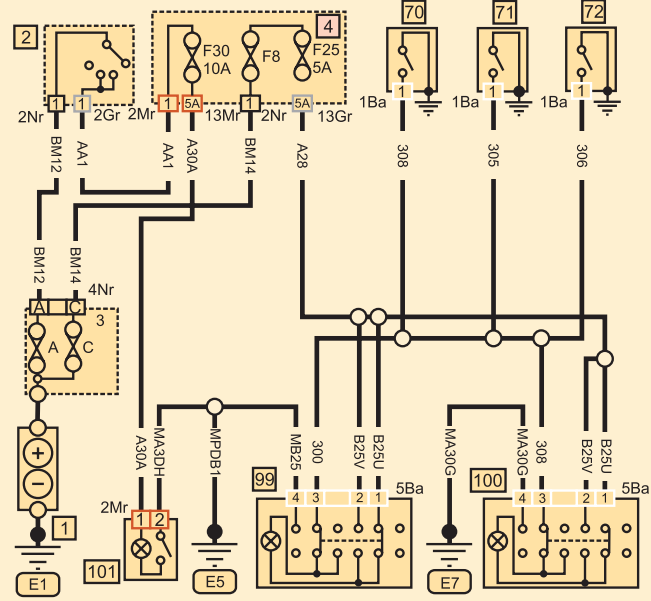 70
71
72
2
4
F30
10A
F8
F25
5A
1
1
1
5A
1
5A
1
1
1
2Nr
2Gr
2Mr
13Mr
2Nr
13Gr
1Ba
1Ba
1Ba
BM12
AA1
AA1
A30A
BM14
A28
308
305
306
BM12
BM14
4Nr
A
C
3
A
C
+
−
1
E1
A30A
MA3DH
MPDB1
MB25
300
B25V
B25U
MA30G
MA30G
308
B25V
B25U
99
100
2Mr
1
2
4
3
2
1
5Ba
4
3
2
1
5Ba
101
E5
E7